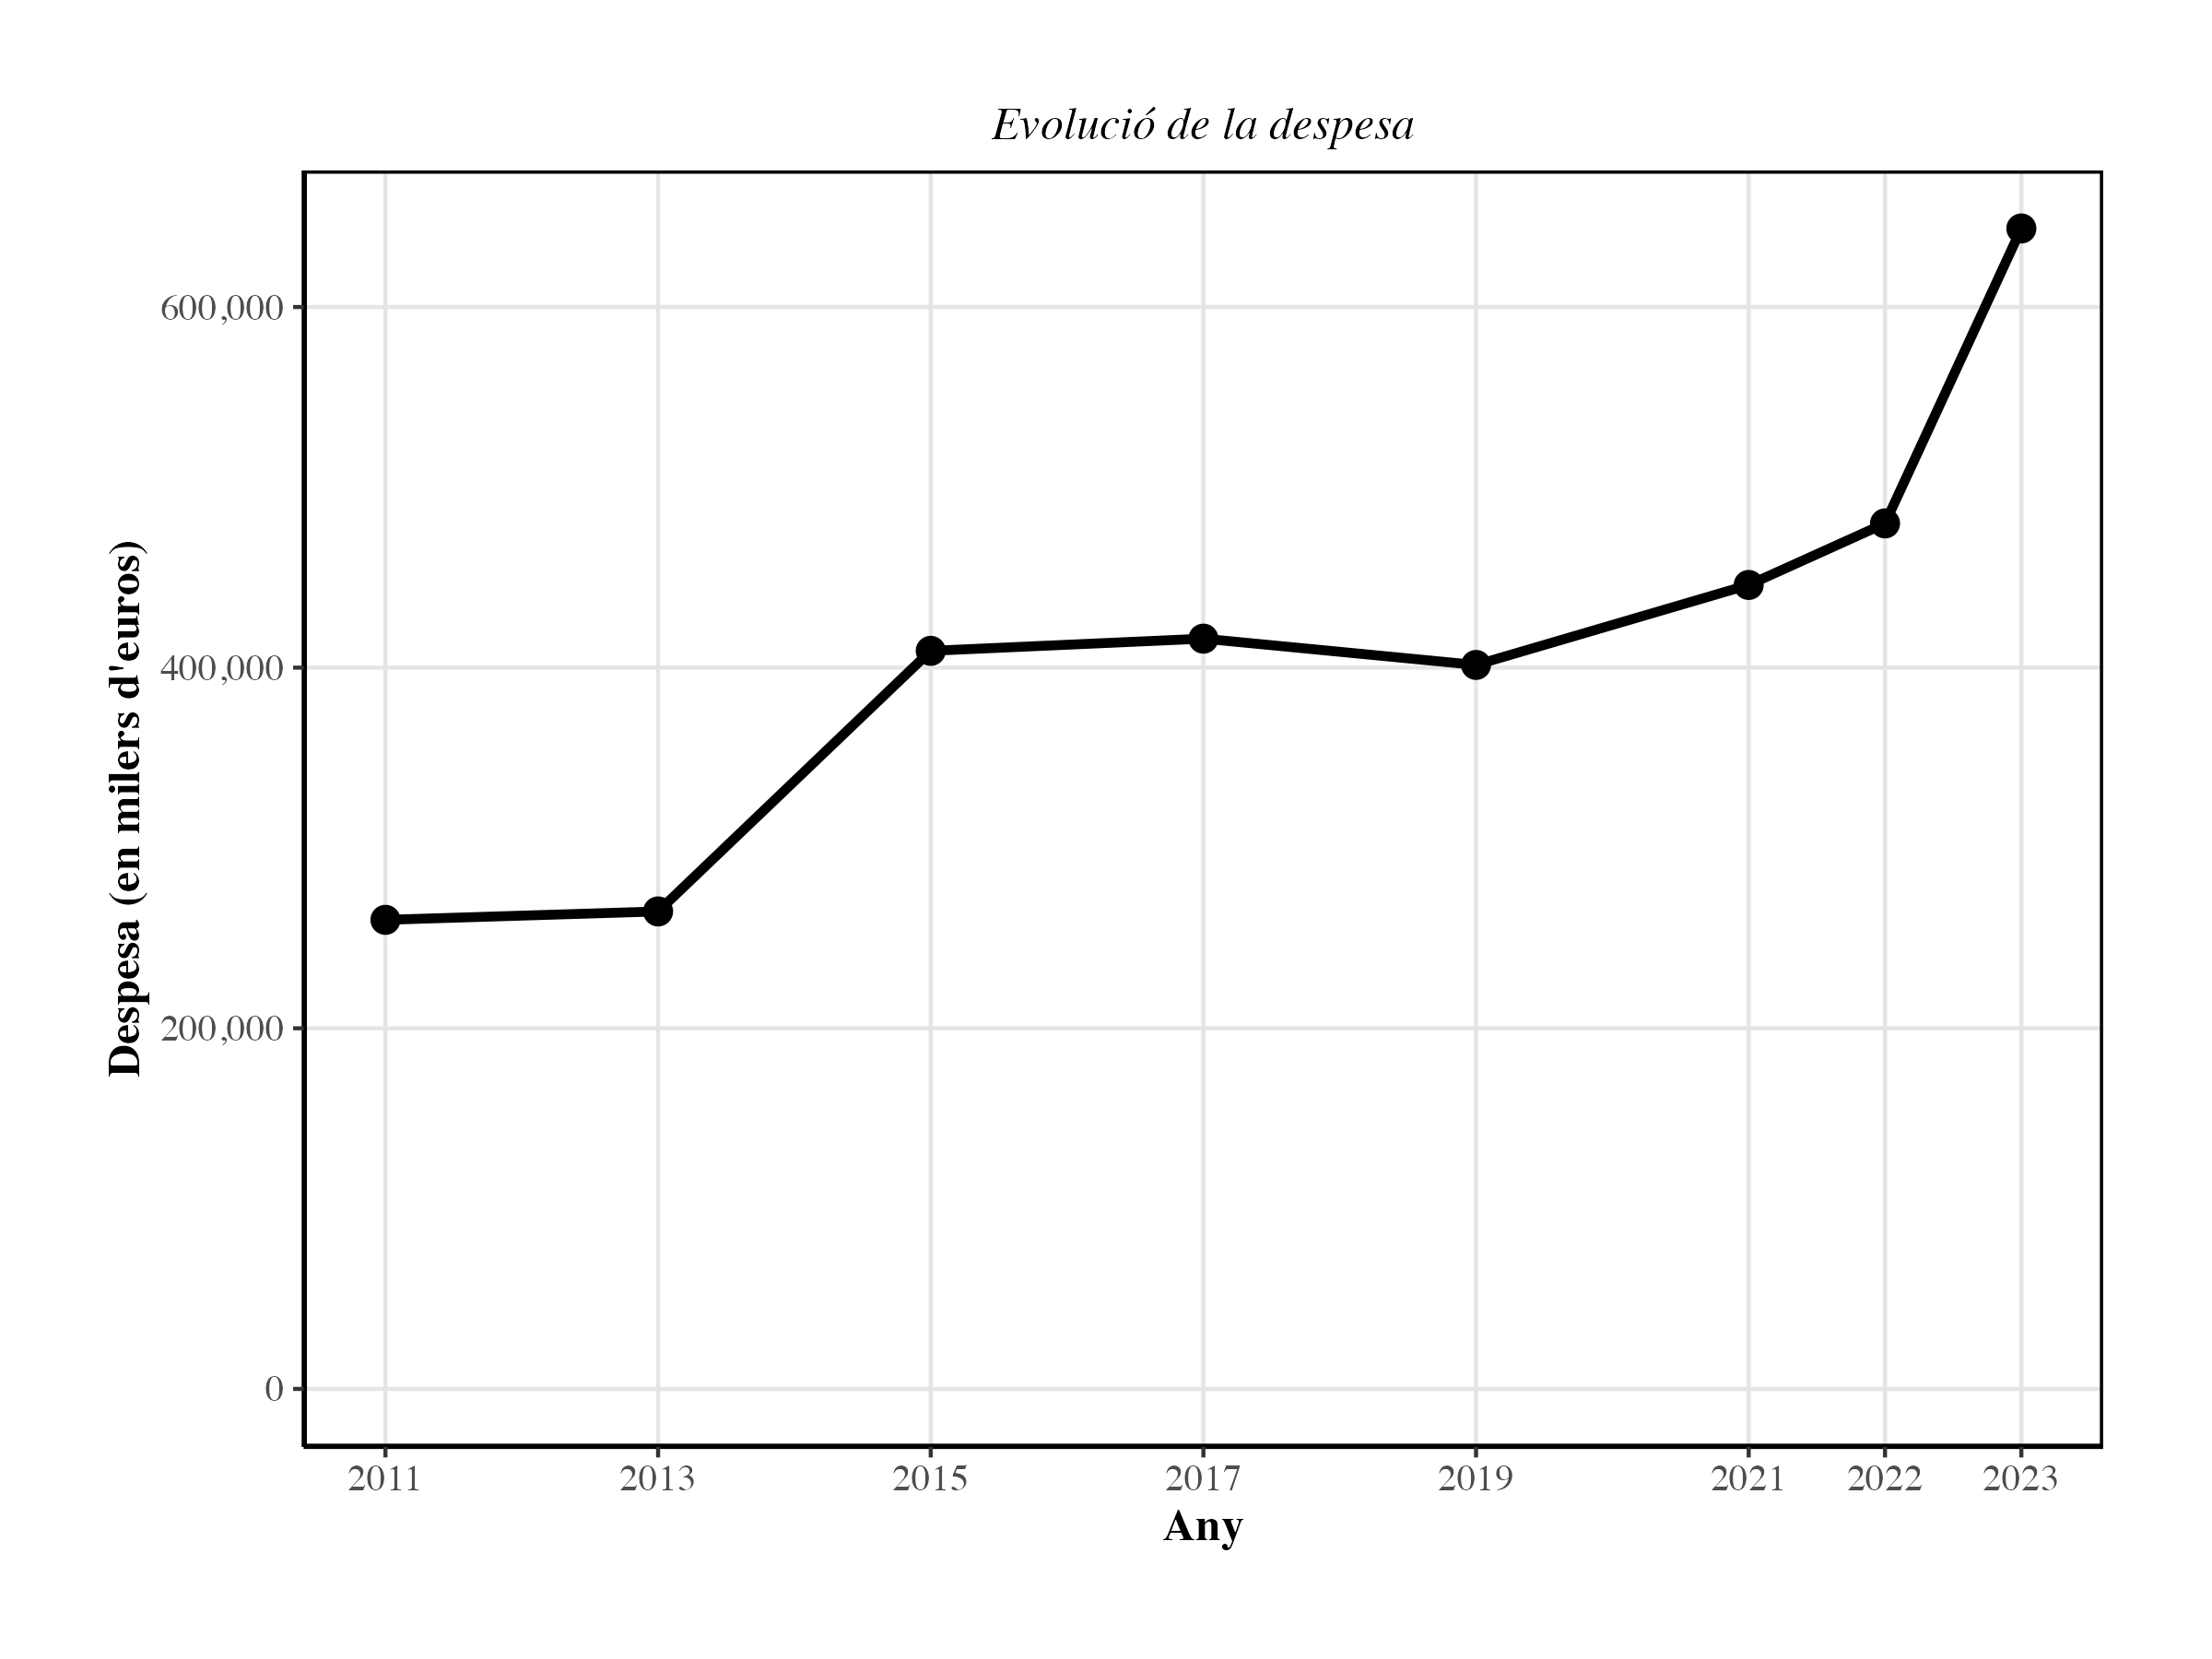 Evolució de la despesa
Despesa (en milers d'euros)
600,000
400,000
200,000
0
2011 2013 2015 2017 2019 2021 2022 2023
Any